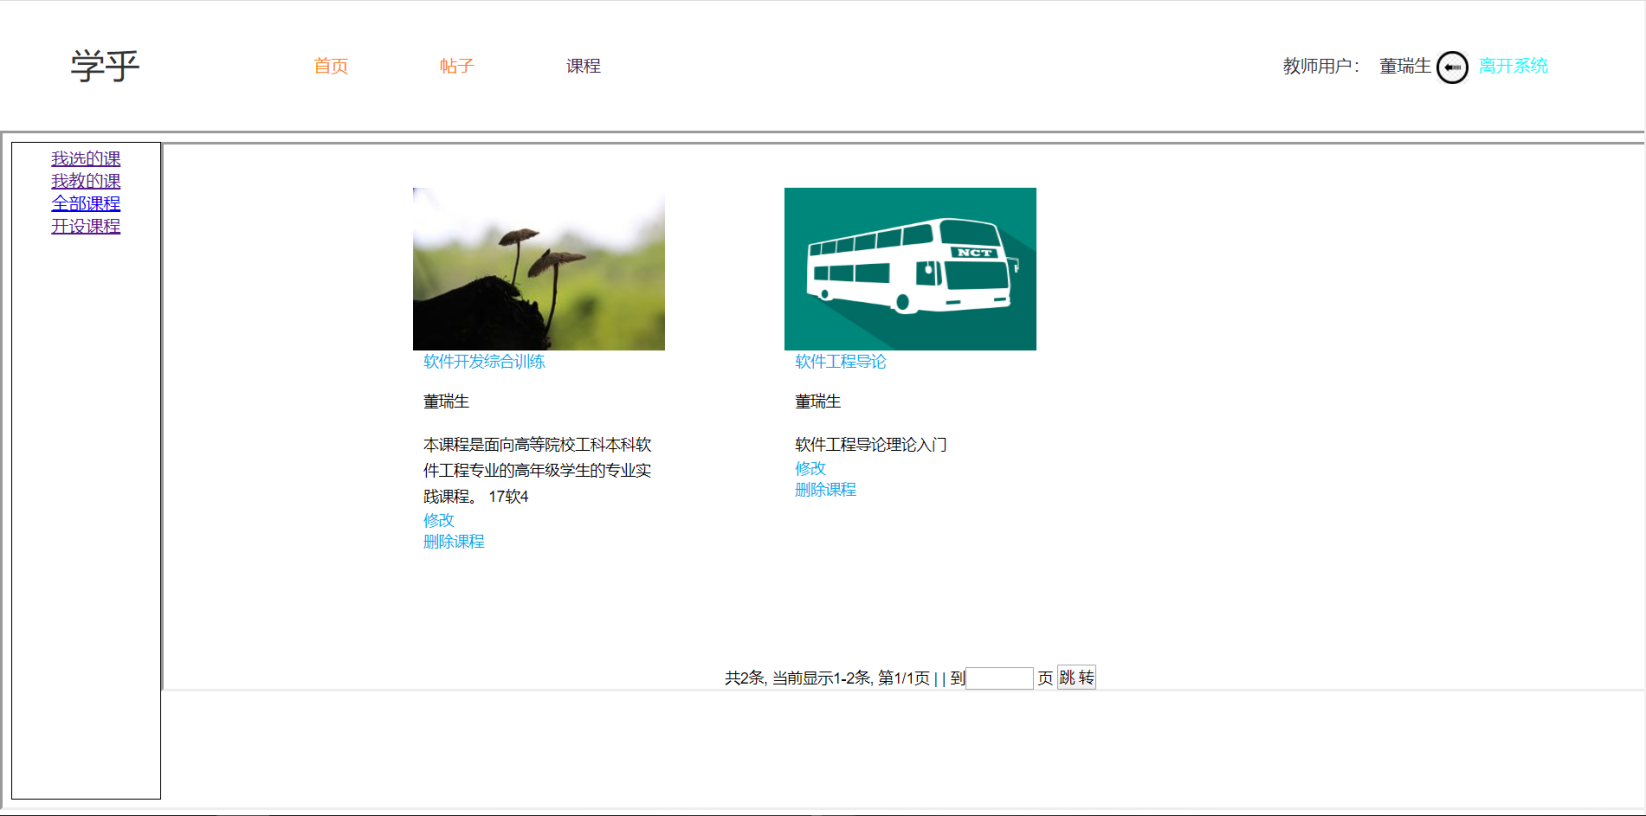 学乎
首页 帖子 课程
教师用户： 董瑞生 离开系统
我选的课
我教的课
全部课程
开设课程
软件开发综合训练
董瑞生
本课程是面向高等院校工科本科软
件工程专业的高年级学生的专业实
践课程。 17软4
修改
删除课程
NCT
软件工程导论
董瑞生
软件工程导论理论入门
修改
删除课程
共2条, 当前显示1-2条, 第1/1页 | | 到 页 跳 转